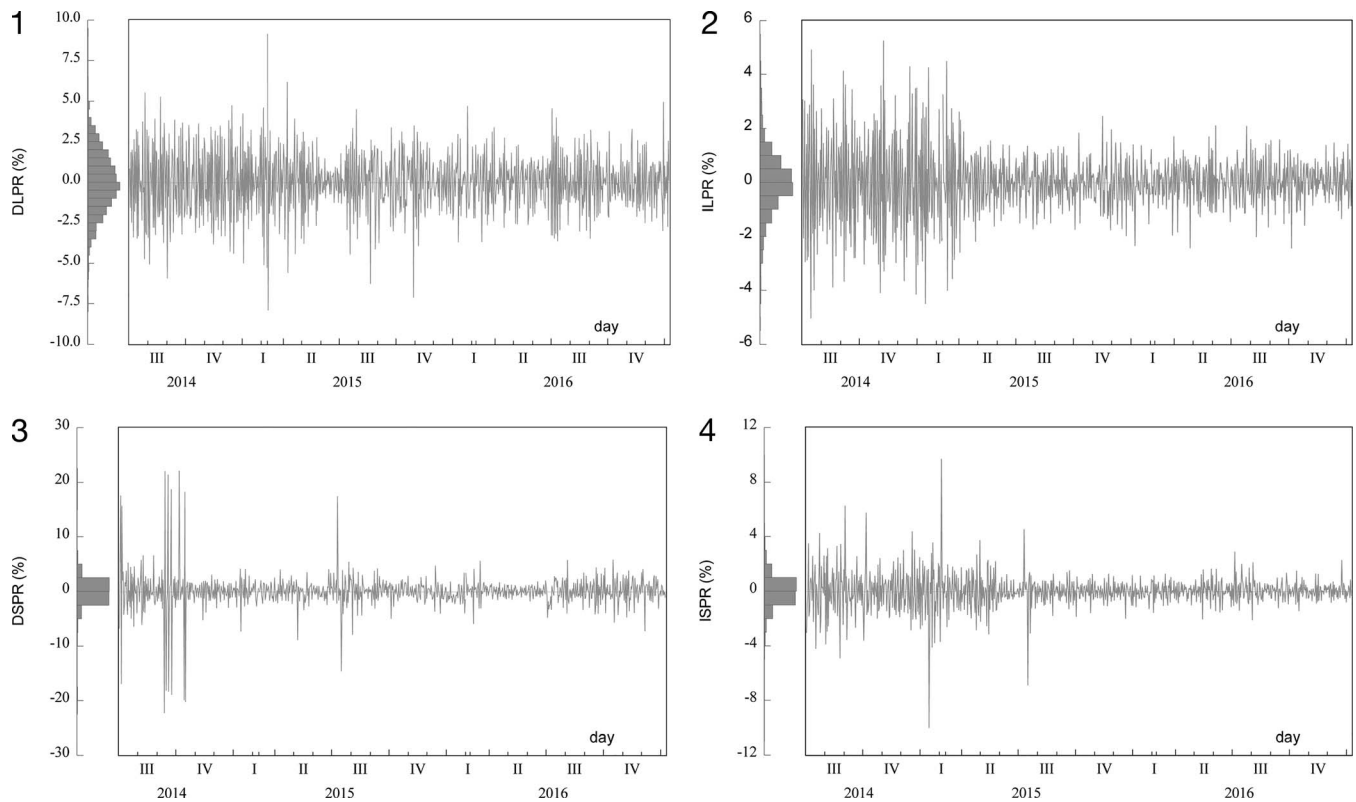 1
DLPR (%)
10.0
7.5
5.0
2.5
0.0
-2.5
-5.0
-7.5
-10.0
day
III IV I II III IV I II III IV
2014 2015 2016
2
ILPR (%)
6
4
2
0
-2
-4
-6
day
III IV I II III IV I II III IV
2014 2015 2016
3
DSPR (%)
30
20
10
0
-10
-20
-30
day
III IV I II III IV I II III IV
2014 2015 2016
4
ISPR (%)
12
8
4
0
-4
-8
-12
day
III IV I II III IV I II III IV
2014 2015 2016